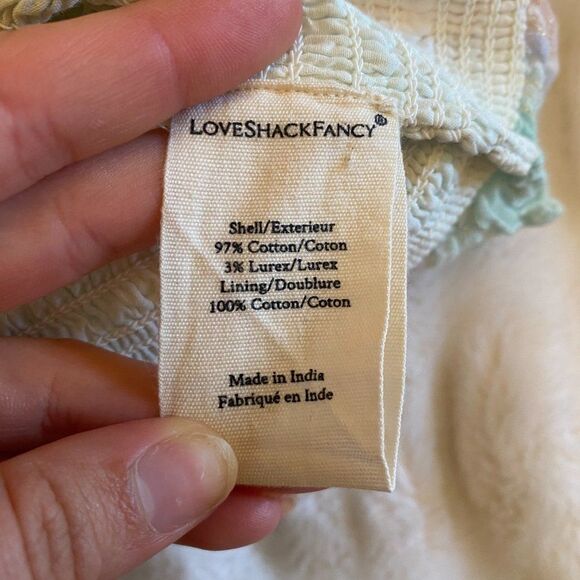 LOVESHACKFANCY®
Shell/Exterieur
97% Cotton/Coton
3% Lurex/Lurex
Lining/Doublure
100% Cotton/Coton
Made in India
Fabriqué en Inde